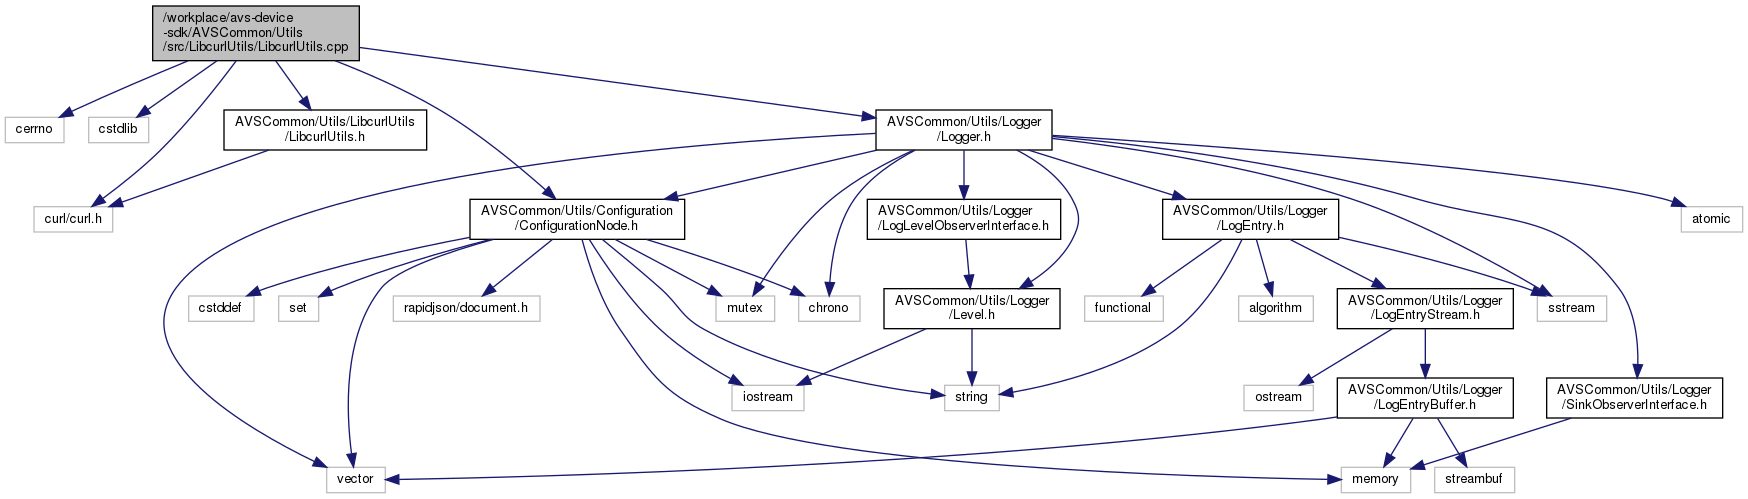 /workplace/avs-device
-sdk/AVSCommon/Utils
/src/LibcurlUtils/LibcurlUtils.cpp
cerrno
cstdlib
AVSCommon/Utils/LibcurlUtils
/LibcurlUtils.h
AVSCommon/Utils/Logger
/Logger.h
curl/curl.h
AVSCommon/Utils/Configuration
/ConfigurationNode.h
AVSCommon/Utils/Logger
/LogLevelObserverInterface.h
AVSCommon/Utils/Logger
/LogEntry.h
atomic
cstddef
set
rapidjson/document.h
mutex
chrono
AVSCommon/Utils/Logger
/Level.h
functional
algorithm
AVSCommon/Utils/Logger
/LogEntryStream.h
sstream
iostream
string
ostream
AVSCommon/Utils/Logger
/LogEntryBuffer.h
AVSCommon/Utils/Logger
/SinkObserverInterface.h
vector
memory
streambuf